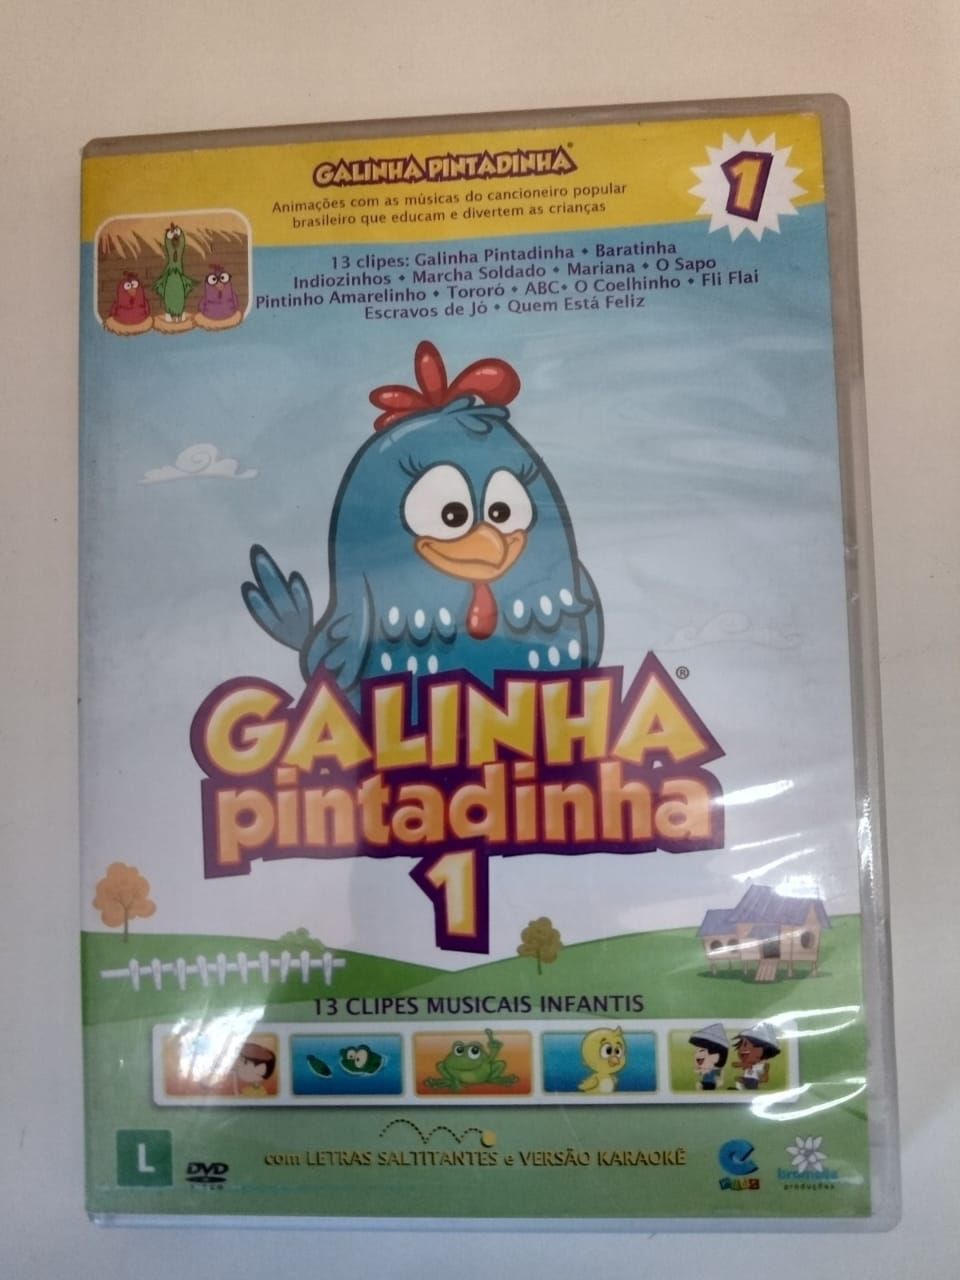 GALINHA PINTADINHA®
Animações com as músicas do cancioneiro popular
brasileiro que educam e divertem as crianças
1
13 clipes: Galinha Pintadinha • Baratinha
Indiozinhos • Marcha Soldado • Mariana • O Sapo
Pintinho Amarelinho • Tororó • ABC• O Coelhinho • Fli Flai
Escravos de Jó • Quem Está Feliz
GALINHA®
pintadinha
1
13 CLIPES MUSICAIS INFANTIS
com LETRAS SALTITANTES e VERSÃO KARAOKÊ
L
DVD
bromelia
produções